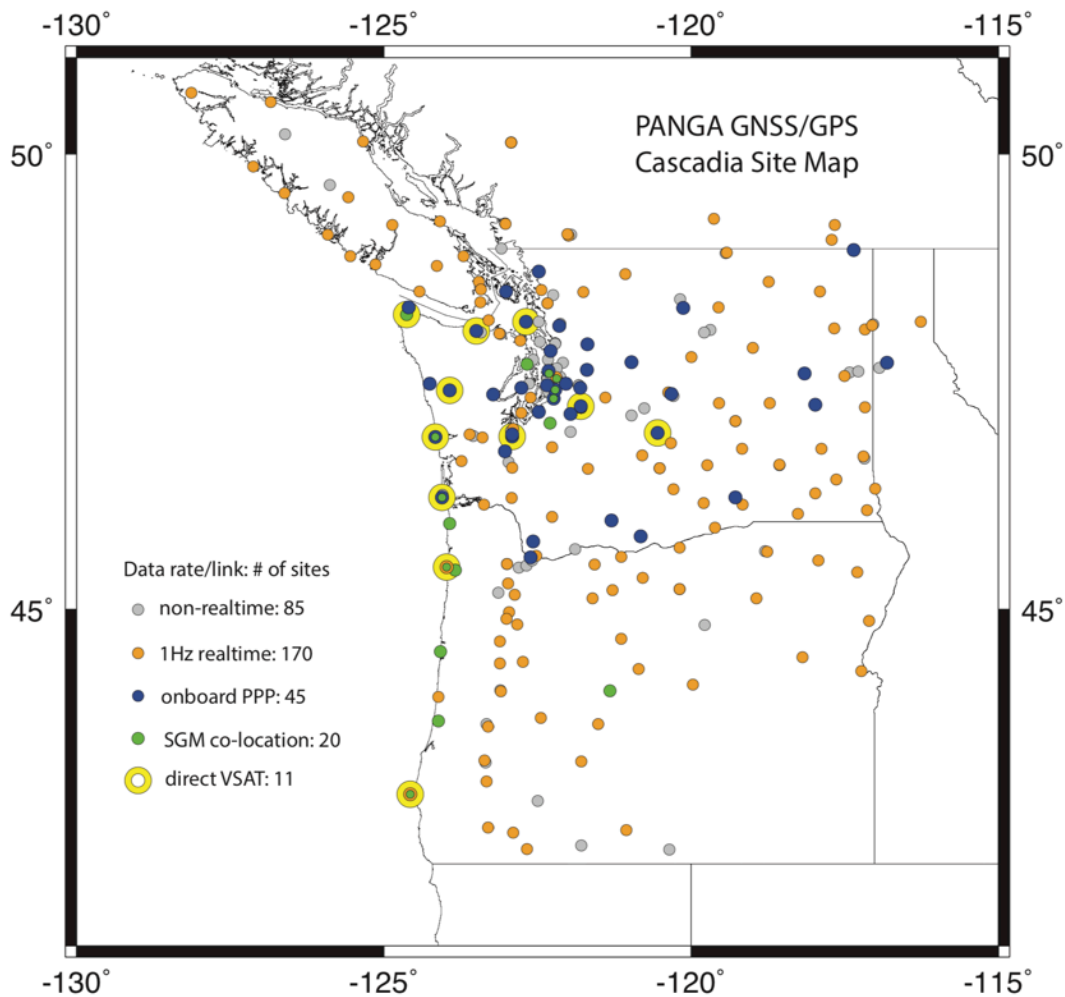 -130° -125° -120° -115°
PANGA GNSS/GPS
Cascadia Site Map
50° 50°
Data rate/link: # of sites
non-realtime: 85
1Hz realtime: 170
onboard PPP: 45
SGM co-location: 20
direct VSAT: 11
45° 45°
-130° -125° -120° -115°